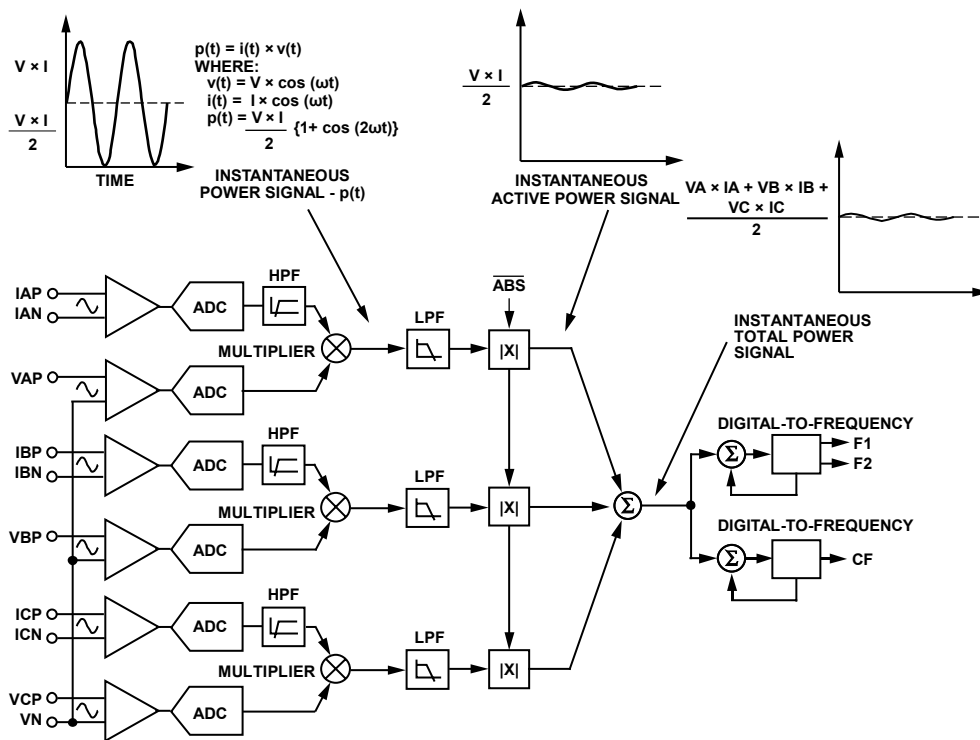 V × I
V × I
2
TIME
p(t) = i(t) × v(t)
WHERE:
v(t) = V × cos (ωt)
i(t) = I × cos (ωt)
p(t) = V × I
2
{1+ cos (2ωt)}
INSTANTANEOUS
POWER SIGNAL - p(t)
V × I
2
INSTANTANEOUS
ACTIVE POWER SIGNAL
VA × IA + VB × IB +
VC × IC
2
INSTANTANEOUS
TOTAL POWER
SIGNAL
IAP
IAN
ADC
HPF
MULTIPLIER
LPF
ABS
|X|
VAP
ADC
IBP
IBN
ADC
HPF
MULTIPLIER
LPF
|X|
VBP
ADC
ICP
ICN
ADC
HPF
MULTIPLIER
LPF
|X|
VCP
VN
ADC
Σ
DIGITAL-TO-FREQUENCY
Σ
F1
F2
DIGITAL-TO-FREQUENCY
Σ
CF